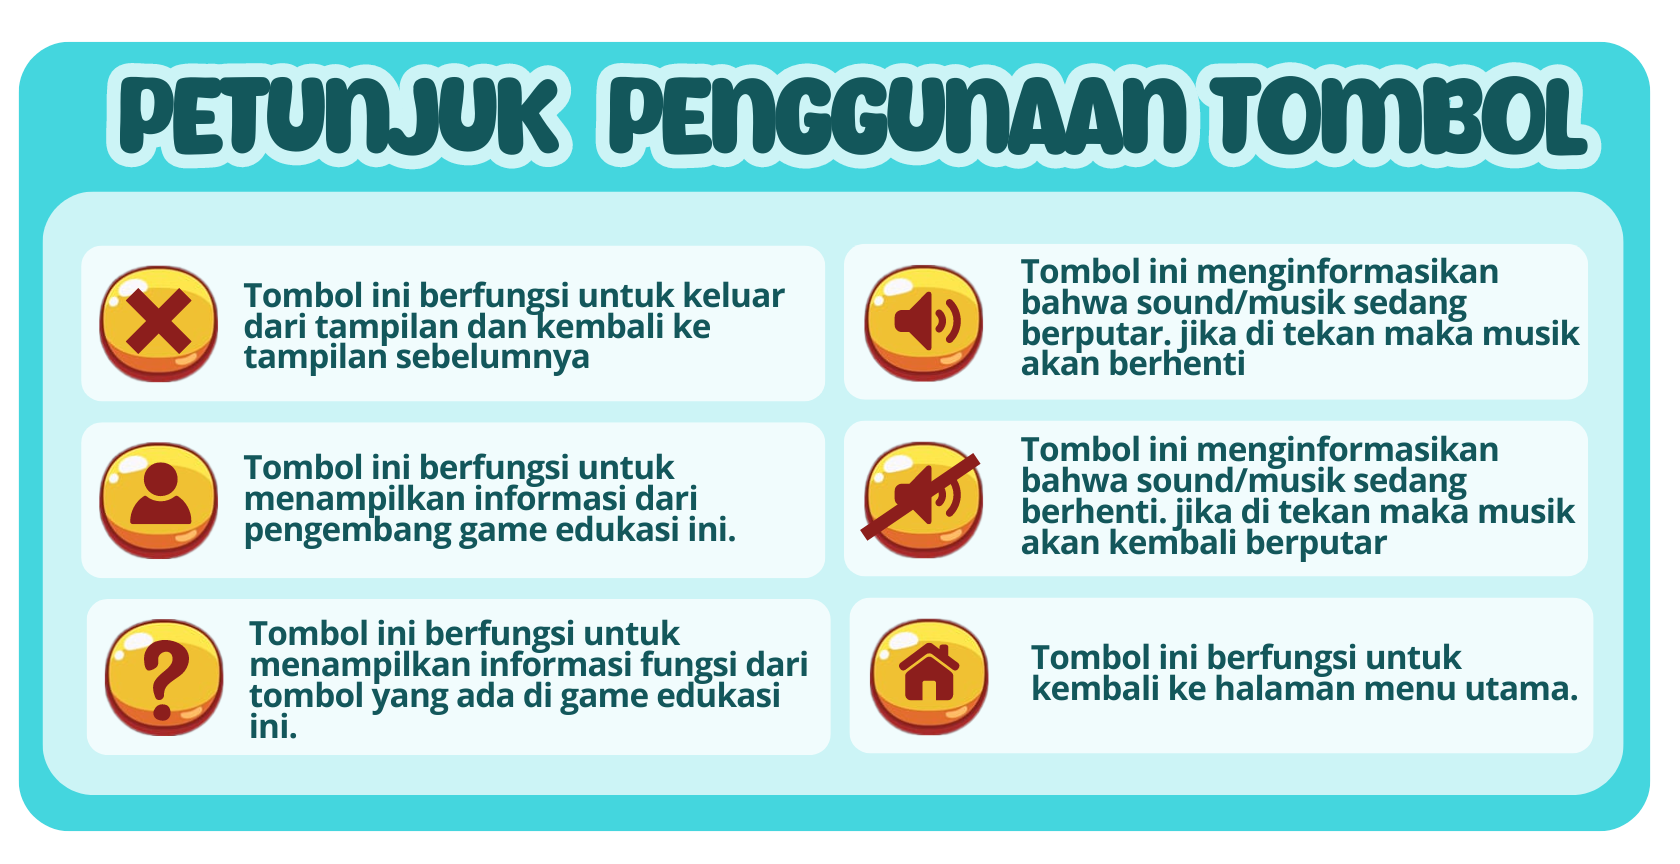 PETUNJUK PENGGUNAAN TOMBOL
Tombol ini berfungsi untuk keluar
dari tampilan dan kembali ke
tampilan sebelumnya
Tombol ini menginformasikan
bahwa sound/musik sedang
berputar. jika di tekan maka musik
akan berhenti
Tombol ini berfungsi untuk
menampilkan informasi dari
pengembang game edukasi ini.
Tombol ini menginformasikan
bahwa sound/musik sedang
berhenti. jika di tekan maka musik
akan kembali berputar
?
Tombol ini berfungsi untuk
menampilkan informasi fungsi dari
tombol yang ada di game edukasi
ini.
Tombol ini berfungsi untuk
kembali ke halaman menu utama.